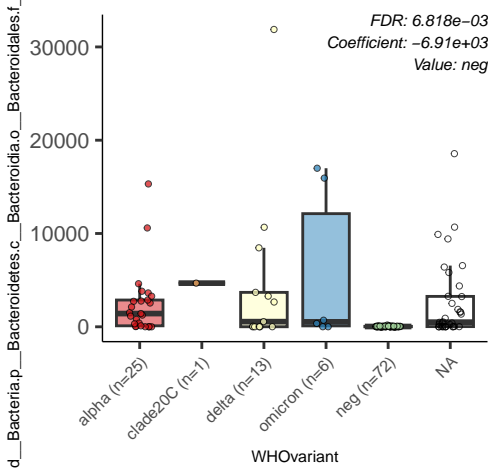 d__Bacteria.p__Bacteroidetes.c__Bacteroidia.o__Bacteroidales.f_
FDR: 6.818e−03
Coefficient: −6.91e+03
Value: neg
30000
20000
10000
0
alpha (n=25)
clade20C (n=1)
delta (n=13)
omicron (n=6)
neg (n=72)
NA
WHOvariant